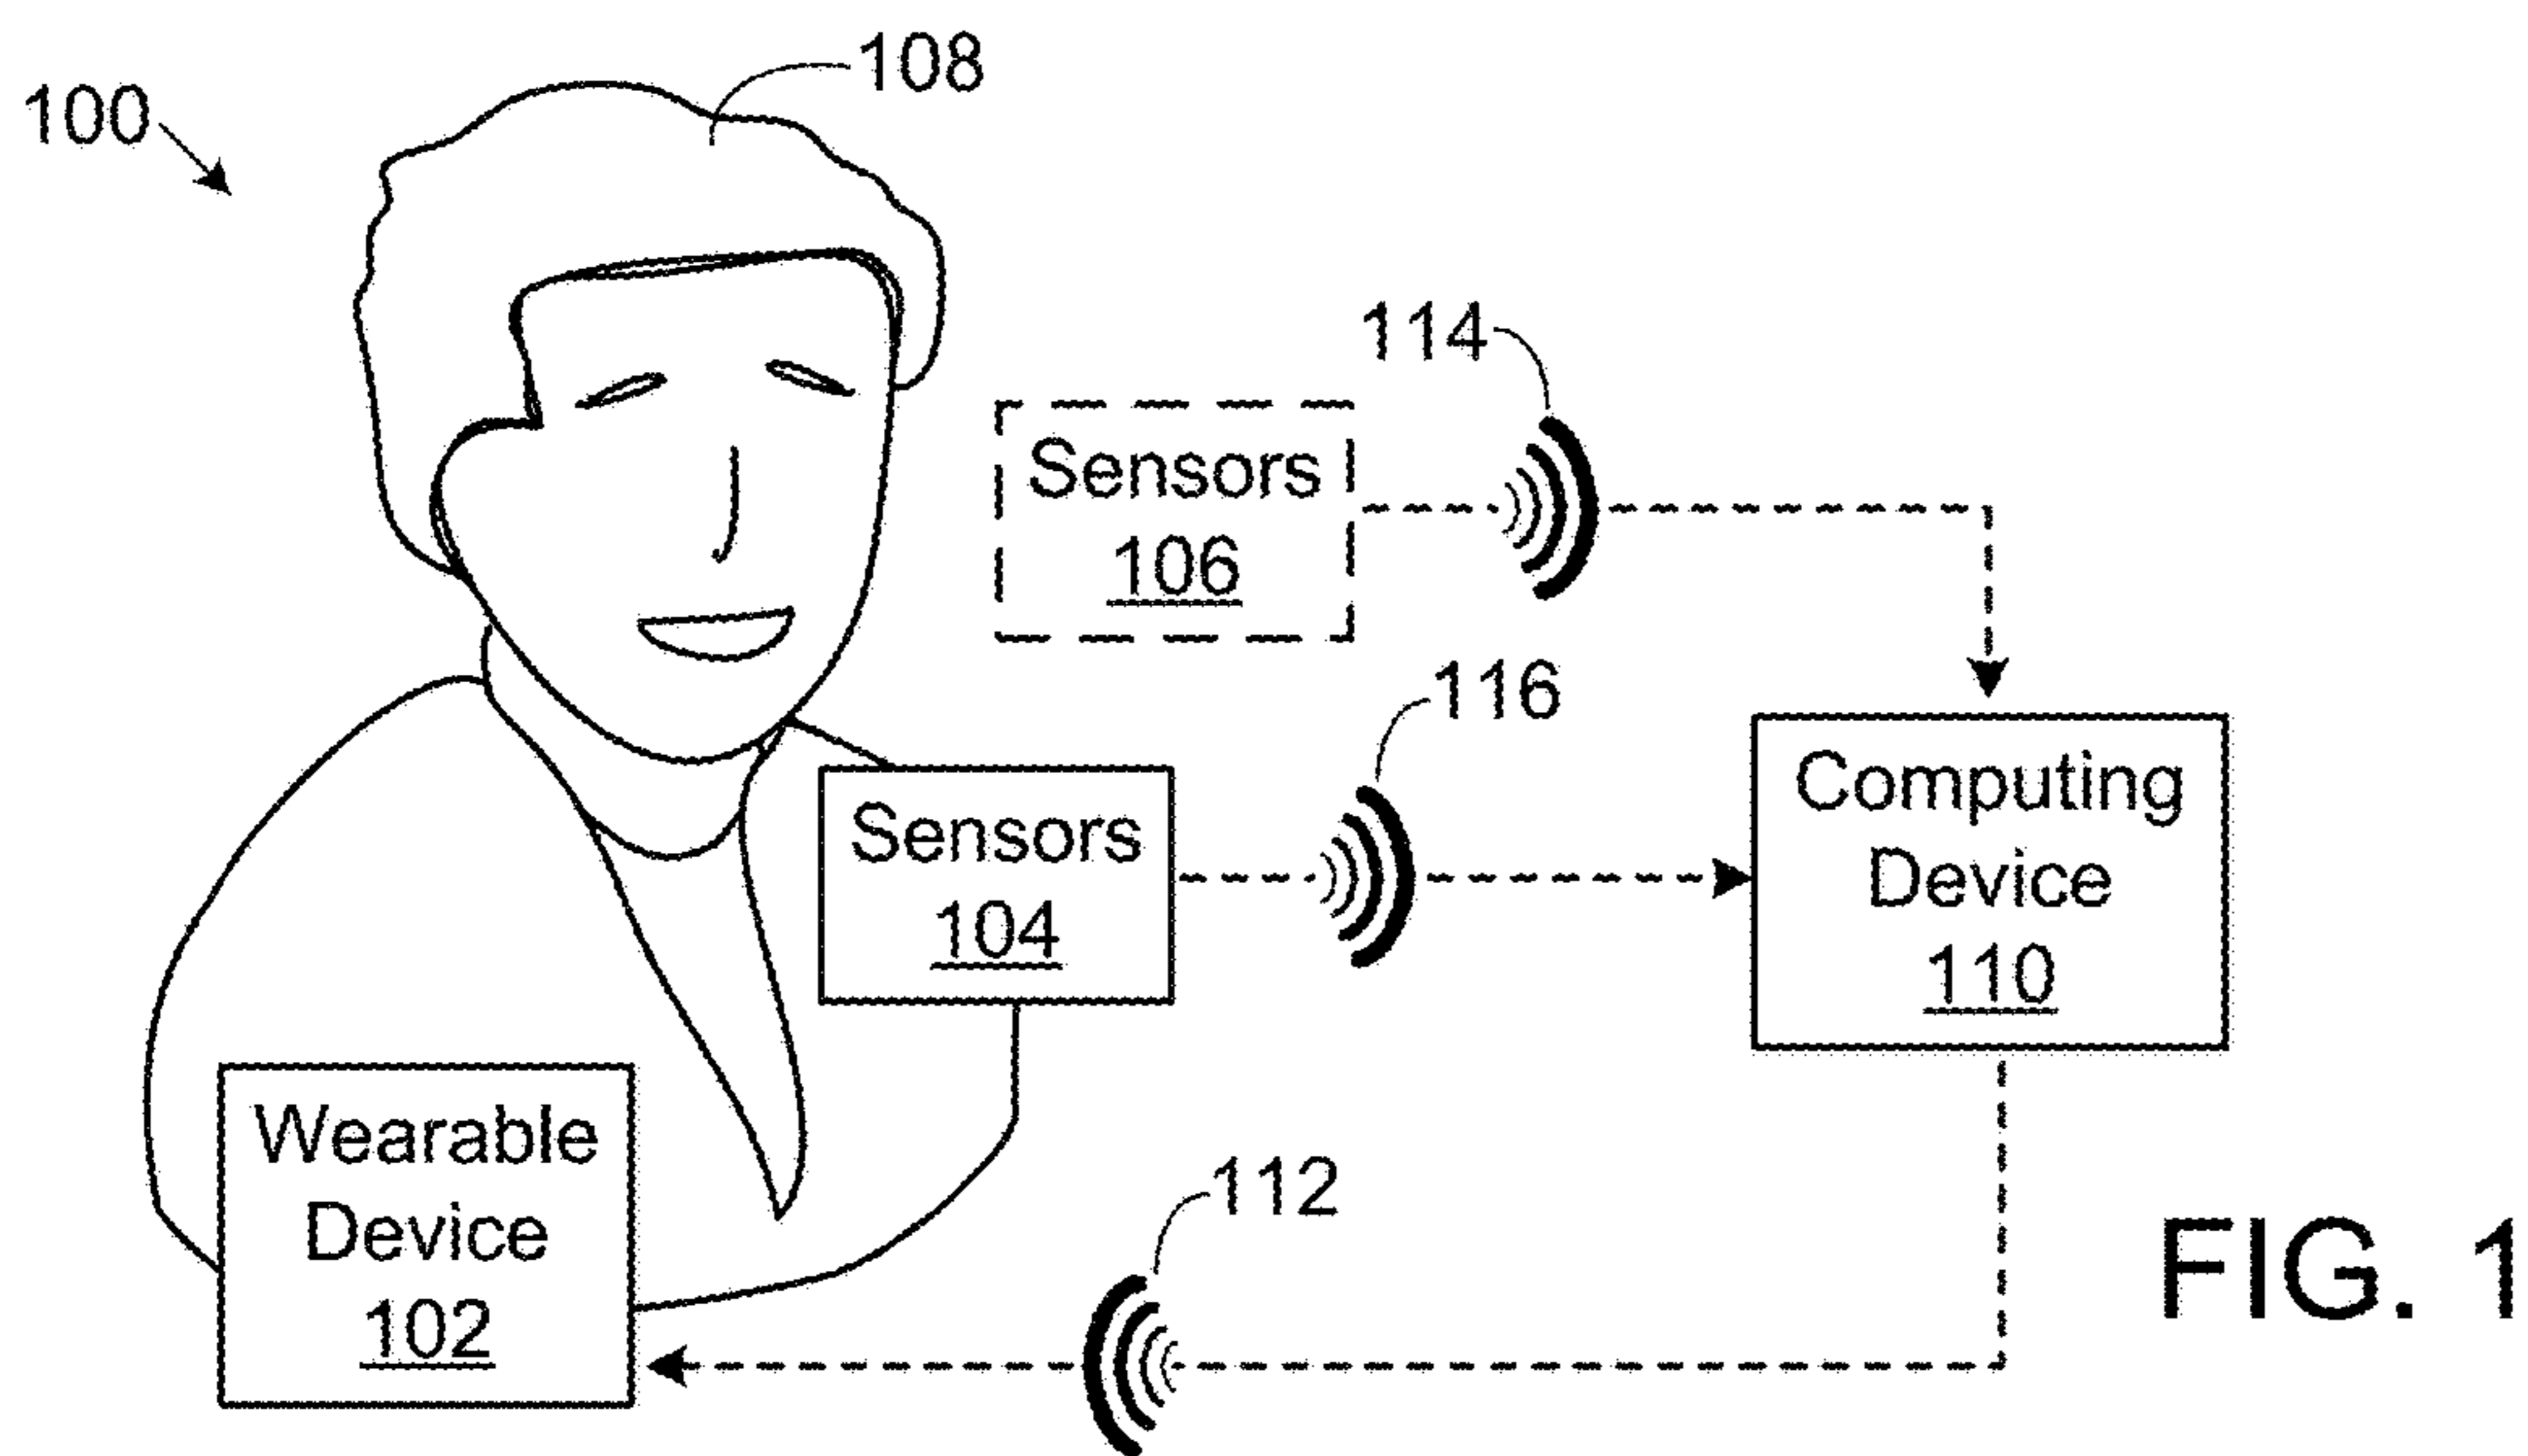 108
100
114
Sensors
106
116
Computing
Device
110
Sensors
104
Wearable
Device
102
112
FIG. 1